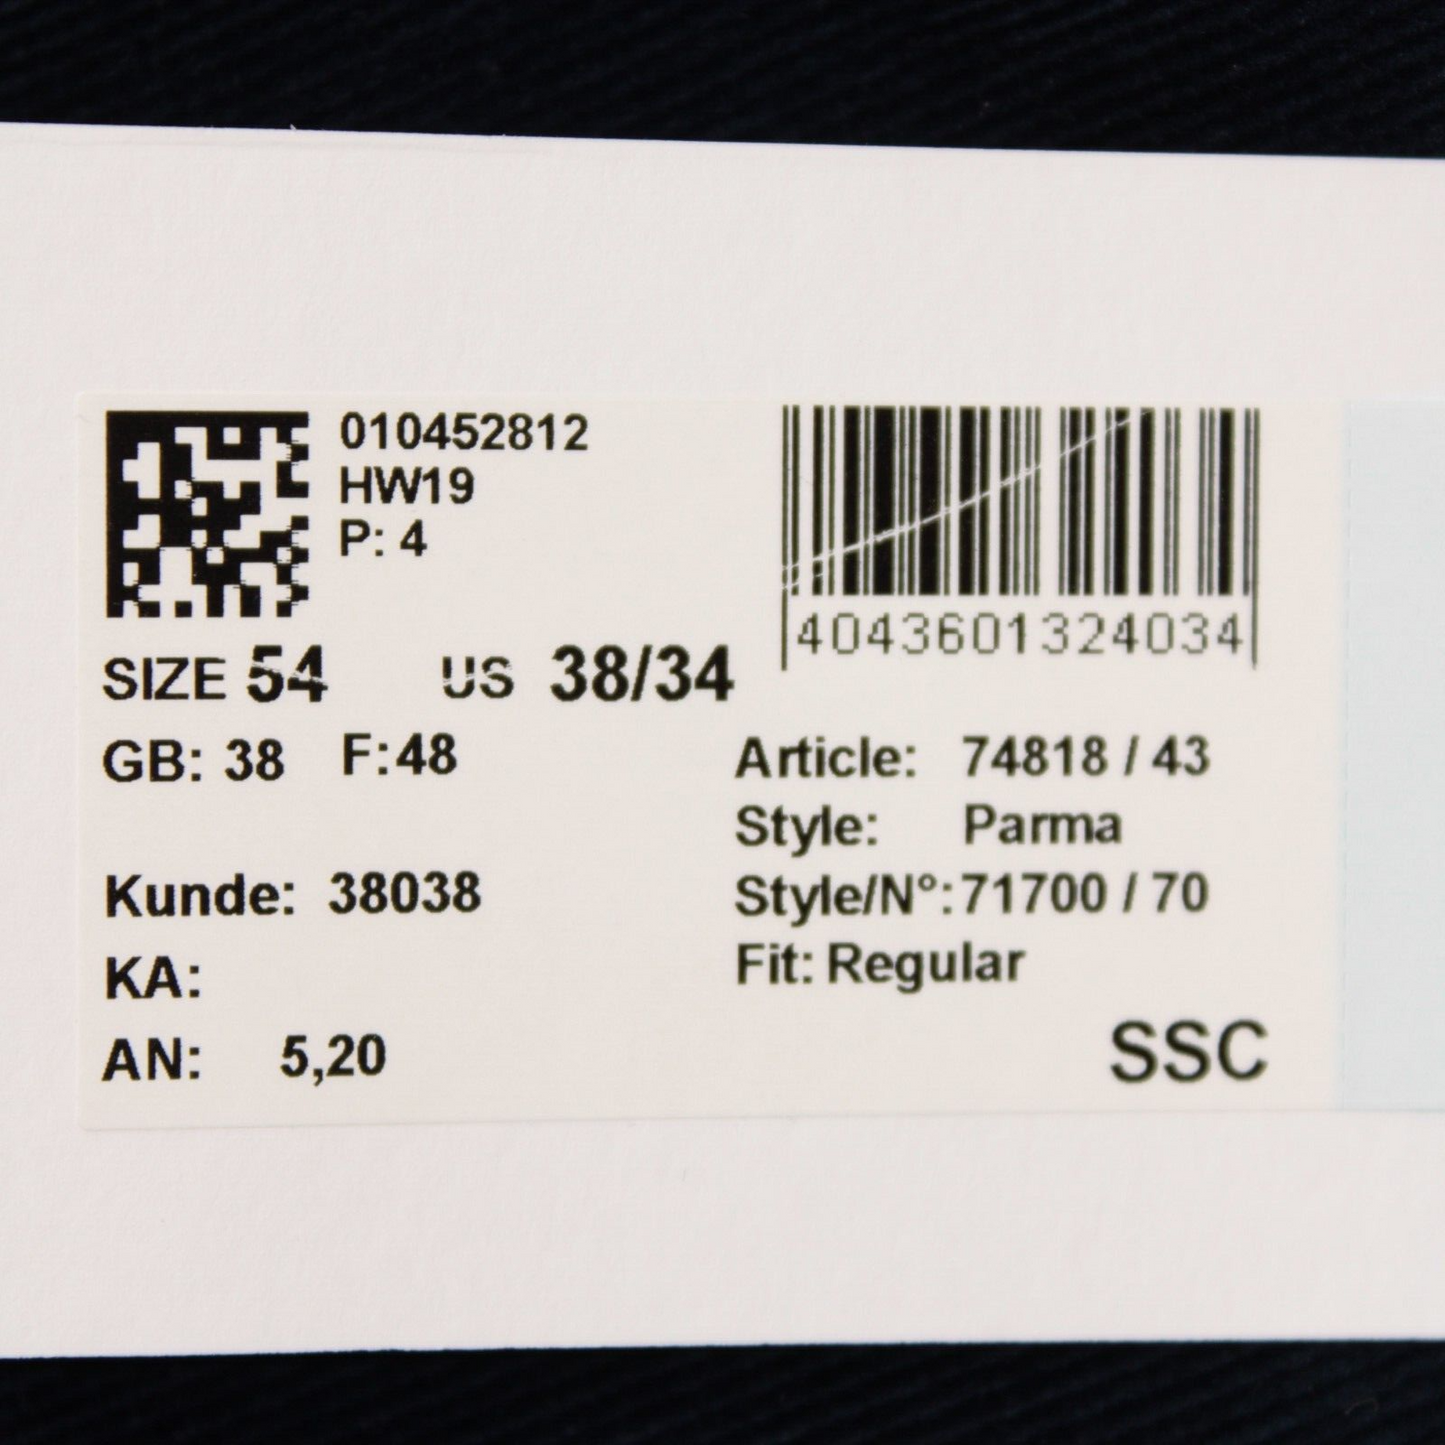 010452812
HW19
P: 4
4043601324034
SIZE 54 US 38/34
GB: 38 F:48
Article: 74818 / 43
Style: Parma
Kunde: 38038
Style/N°:71700 / 70
KA:
Fit: Regular
AN: 5,20
SSC